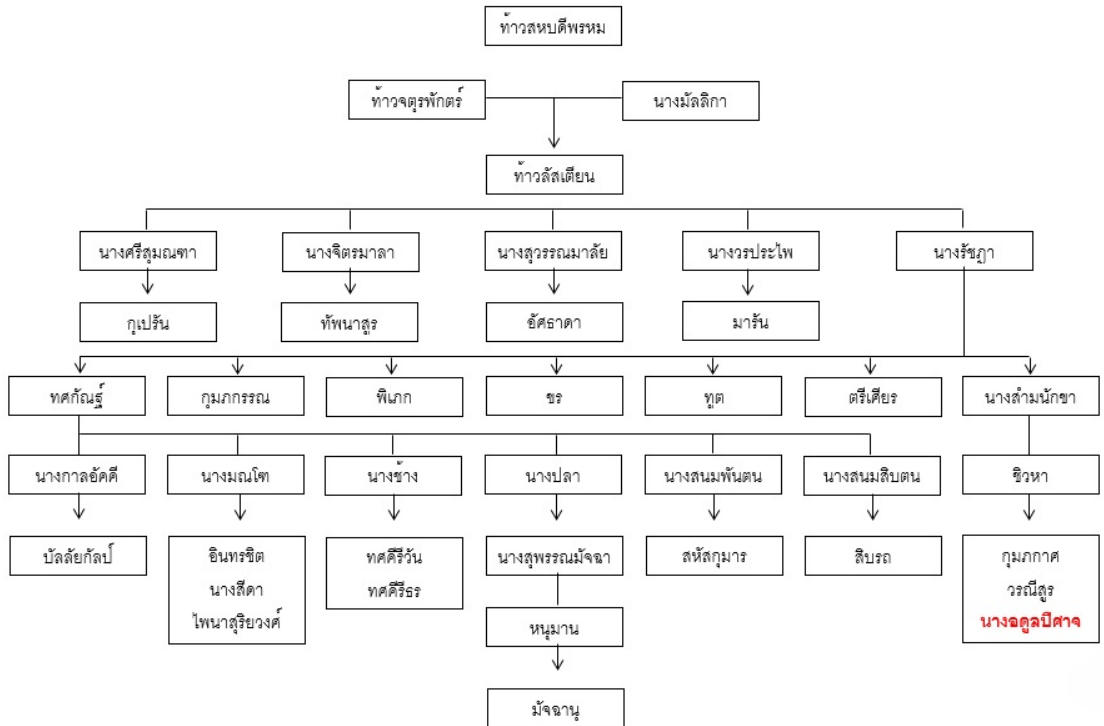 ท้าวสหบดีพรหม
ท้าวจตุรพักตร์
นางมัลลิกา
ท้าวลัสเตียน
นางศรีสุมณฑา
นางจิตรมาลา
นางสุวรรณมาลัย
นางวรประไพ
นางรัชฎา
กุเปรัน
ทัพนาสูร
อัศธาดา
มารัน
ทศกัณฐ์
กุมภกรรณ
พิเภก
ขร
ทูต
ตรีเศียร
นางสำมนักขา
นางกาลอัคคี
นางมณโฑ
นางช้าง
นางปลา
นางสนมพันตน
นางสนมสิบตน
ชิวหา
บัลลัยกัลป์
อินทรชิต
นางสีดา
ไพนาสุริยวงศ์
ทศคีรีวัน
ทศคีรีธร
นางสุพรรณมัจฉา
สหัสกุมาร
สิบรถ
กุมภกาศ
วรณีสูร
นางอดูลปีศาจ
หนุมาน
มัจฉานุ